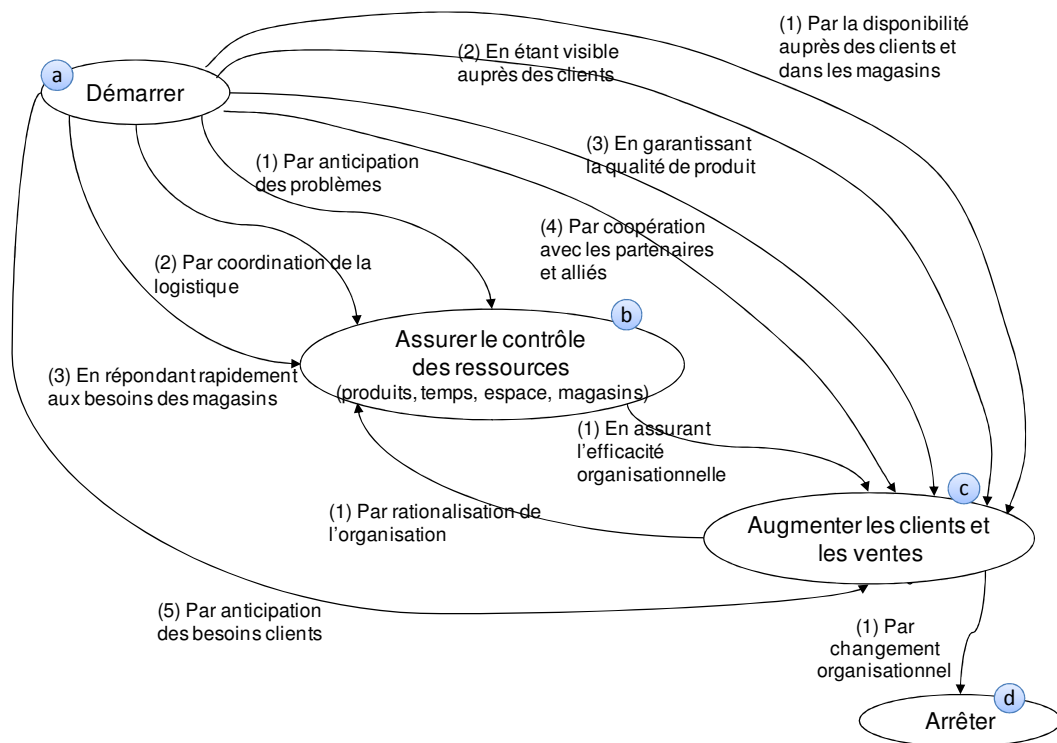 (1) Par la disponibilité
auprès des clients et
dans les magasins
(2) En étant visible
auprès des clients
a
Démarrer
(3) En garantissant
la qualité de produit
(1) Par anticipation
des problèmes
(4) Par coopération
avec les partenaires
et alliés
(2) Par coordination de la
logistique
b
Assurer le contrôle
des ressources
(produits, temps, espace, magasins)
(3) En répondant rapidement
aux besoins des magasins
(1) En assurant
l’efficacité
organisationnelle
c
(1) Par rationalisation de
l’organisation
Augmenter les clients et
les ventes
(5) Par anticipation
des besoins clients
(1) Par
changement
organisationnel
d
Arrêter